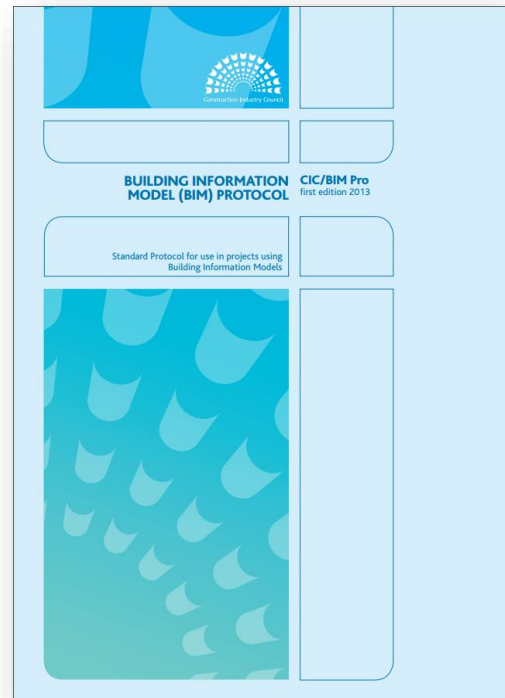 Construction Industry Council
BUILDING INFORMATION
MODEL (BIM) PROTOCOL
CIC/BIM Pro
first edition 2013
Standard Protocol for use in projects using
Building Information Models